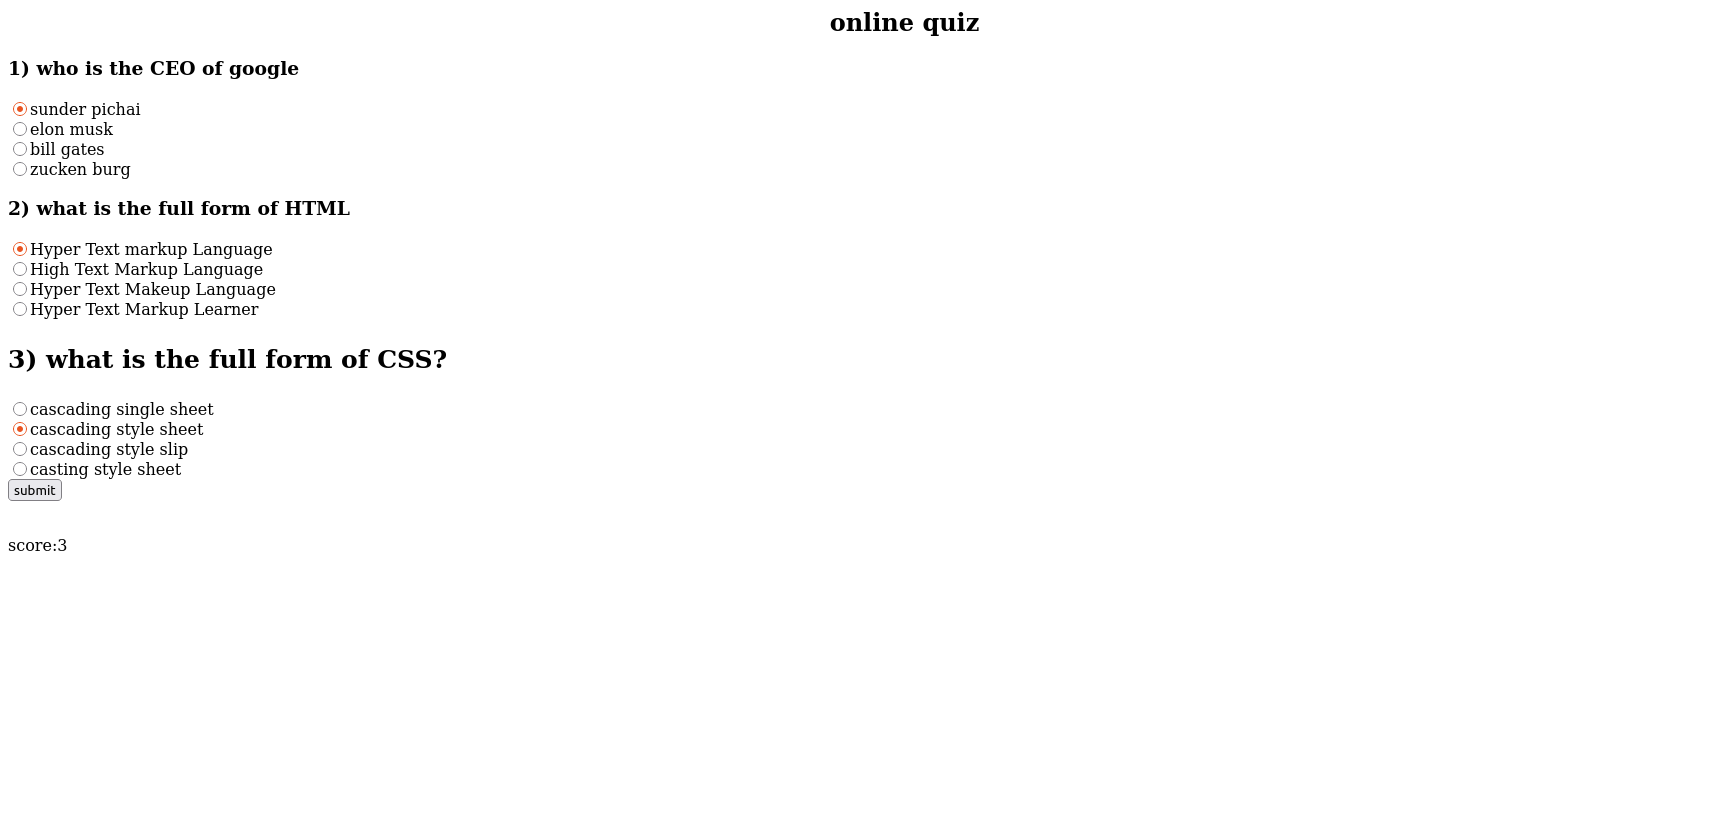 online quiz
1) who is the CEO of google
sunder pichai
elon musk
bill gates
zucken burg
2) what is the full form of HTML
Hyper Text markup Language
High Text Markup Language
Hyper Text Makeup Language
Hyper Text Markup Learner
3) what is the full form of CSS?
cascading single sheet
cascading style sheet
cascading style slip
casting style sheet
submit
score:3